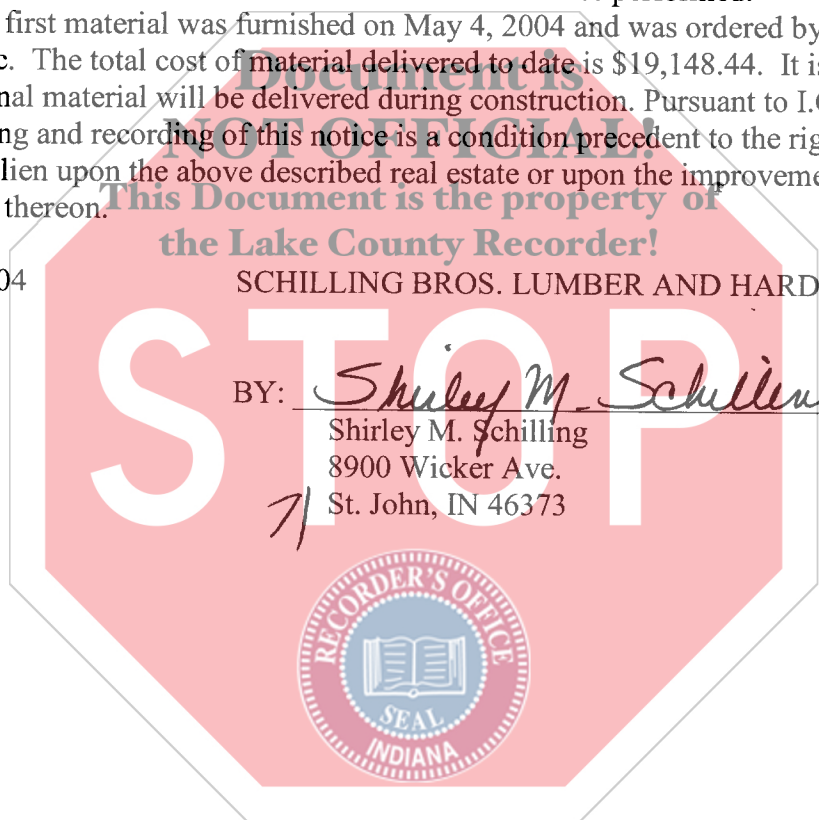 first material was furnished on May 4, 2004 and was ordered by
c. The total cost of material delivered to date is $19,148.44. It is
nal material will be delivered during construction. Pursuant to I.
ng and recording of this notice is a condition precedent to the rig
lien upon the above described real estate or upon the improveme
thereon.
Document is
NOT OFFICIAL!
This Document is the property of
the Lake County Recorder!
04
SCHILLING BROS. LUMBER AND HARD
STOP
BY: Shirley M. Schilling
Shirley M. Schilling
8900 Wicker Ave.
St. John, IN 46373
RECORDER'S OFFICE
SEAL
INDIANA